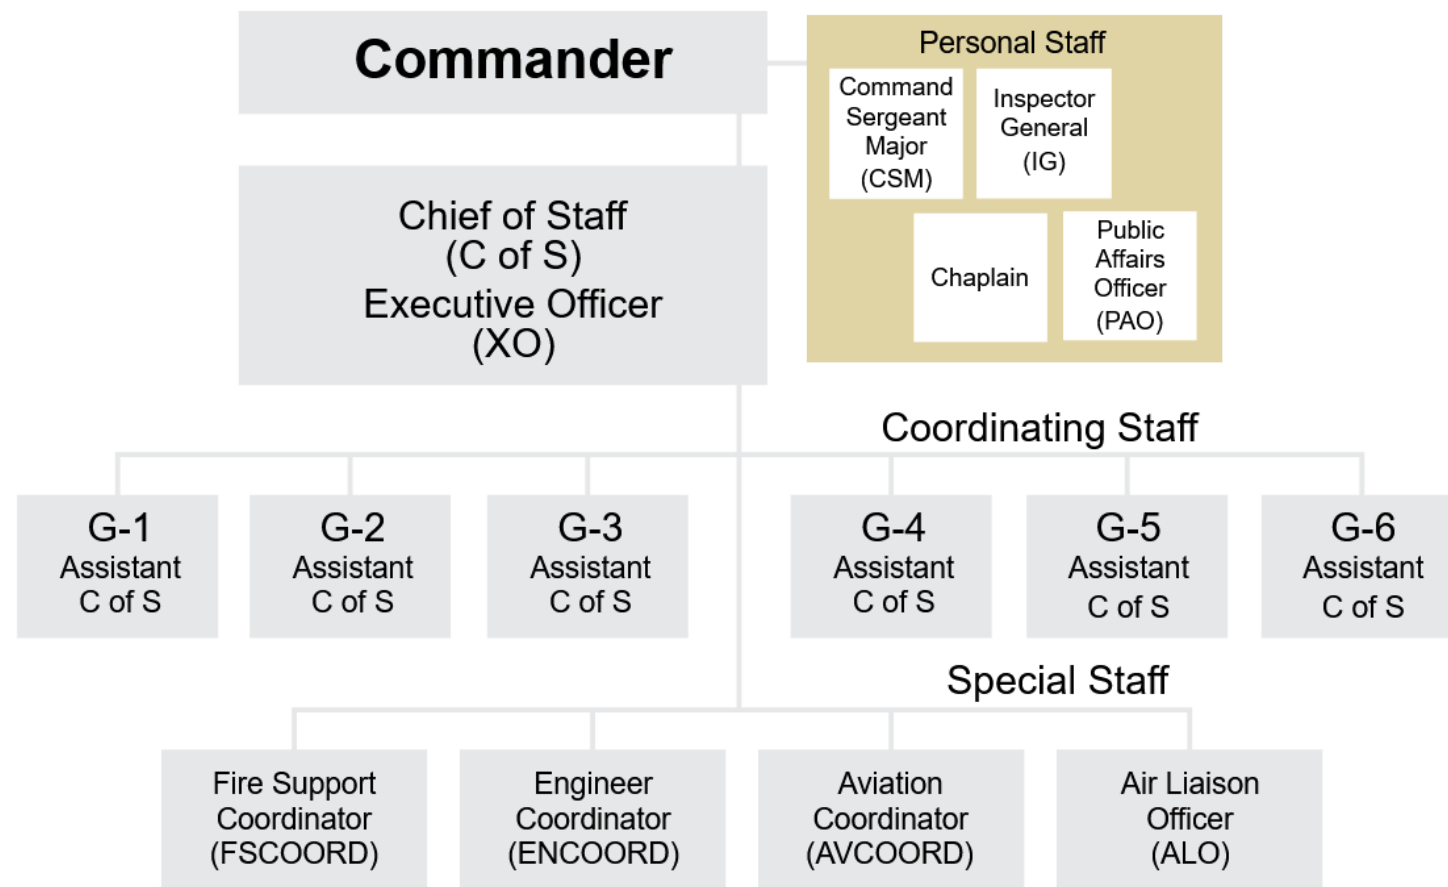 Commander
Personal Staff
Command
Sergeant
Major
(CSM)
Inspector
General
(IG)
Chaplain
Public
Affairs
Officer
(PAO)
Chief of Staff
(C of S)
Executive Officer
(XO)
Coordinating Staff
G-1
Assistant
C of S
G-2
Assistant
C of S
G-3
Assistant
C of S
G-4
Assistant
C of S
G-5
Assistant
C of S
G-6
Assistant
C of S
Special Staff
Fire Support
Coordinator
(FSCOORD)
Engineer
Coordinator
(ENCOORD)
Aviation
Coordinator
(AVCOORD)
Air Liaison
Officer
(ALO)